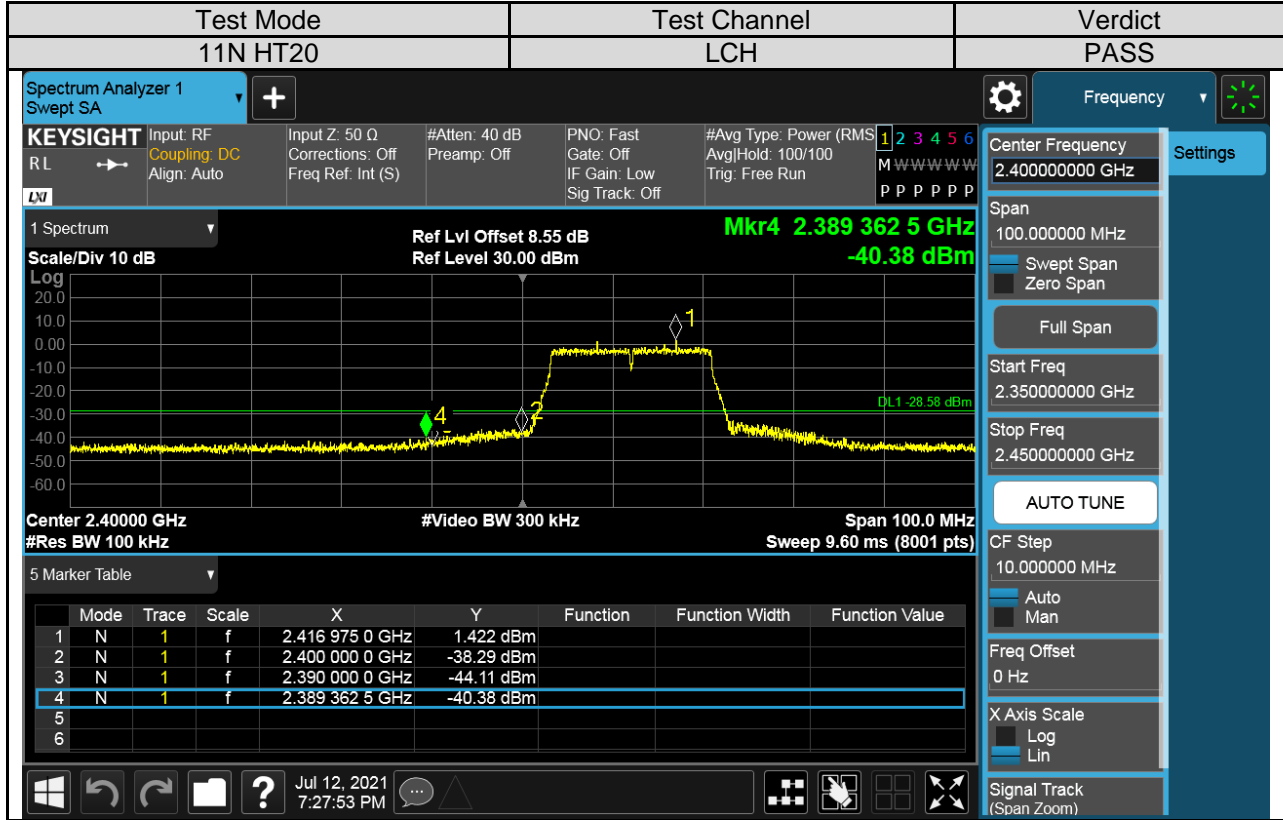 Test Mode Test Channel Verdict
11N HT20 LCH PASS
Spectrum Analyzer 1
Swept SA
+
Frequency
KEYSIGHT
RL
LXI
Input: RF
Coupling: DC
Align: Auto
Input Z: 50 Ω
Corrections: Off
Freq Ref: Int (S)
#Atten: 40 dB
Preamp: Off
PNO: Fast
Gate: Off
IF Gain: Low
Sig Track: Off
#Avg Type: Power (RMS
Avg|Hold: 100/100
Trig: Free Run
1 2 3 4 5 6
M W W W W W
P P P P P P
Center Frequency
2.400000000 GHz
Settings
Span
100.000000 MHz
Swept Span
Zero Span
Full Span
Start Freq
2.350000000 GHz
Stop Freq
2.450000000 GHz
AUTO TUNE
CF Step
10.000000 MHz
Auto
Man
Freq Offset
0 Hz
X Axis Scale
Log
Lin
Signal Track
(Span Zoom)
1 Spectrum
Scale/Div 10 dB
Ref Lvl Offset 8.55 dB
Ref Level 30.00 dBm
Mkr4 2.389 362 5 GHz
-40.38 dBm
Log
20.0
10.0
0.00
-10.0
-20.0
-30.0
-40.0
-50.0
-60.0
1
2
4
DL1 -28.58 dBm
Center 2.40000 GHz #Video BW 300 kHz Span 100.0 MHz
#Res BW 100 kHz Sweep 9.60 ms (8001 pts)
5 Marker Table
Mode Trace Scale X Y Function Function Width Function Value
1 N 1 f 2.416 975 0 GHz 1.422 dBm
2 N 1 f 2.400 000 0 GHz -38.29 dBm
3 N 1 f 2.390 000 0 GHz -44.11 dBm
4 N 1 f 2.389 362 5 GHz -40.38 dBm
5
6
?
Jul 12, 2021
7:27:53 PM